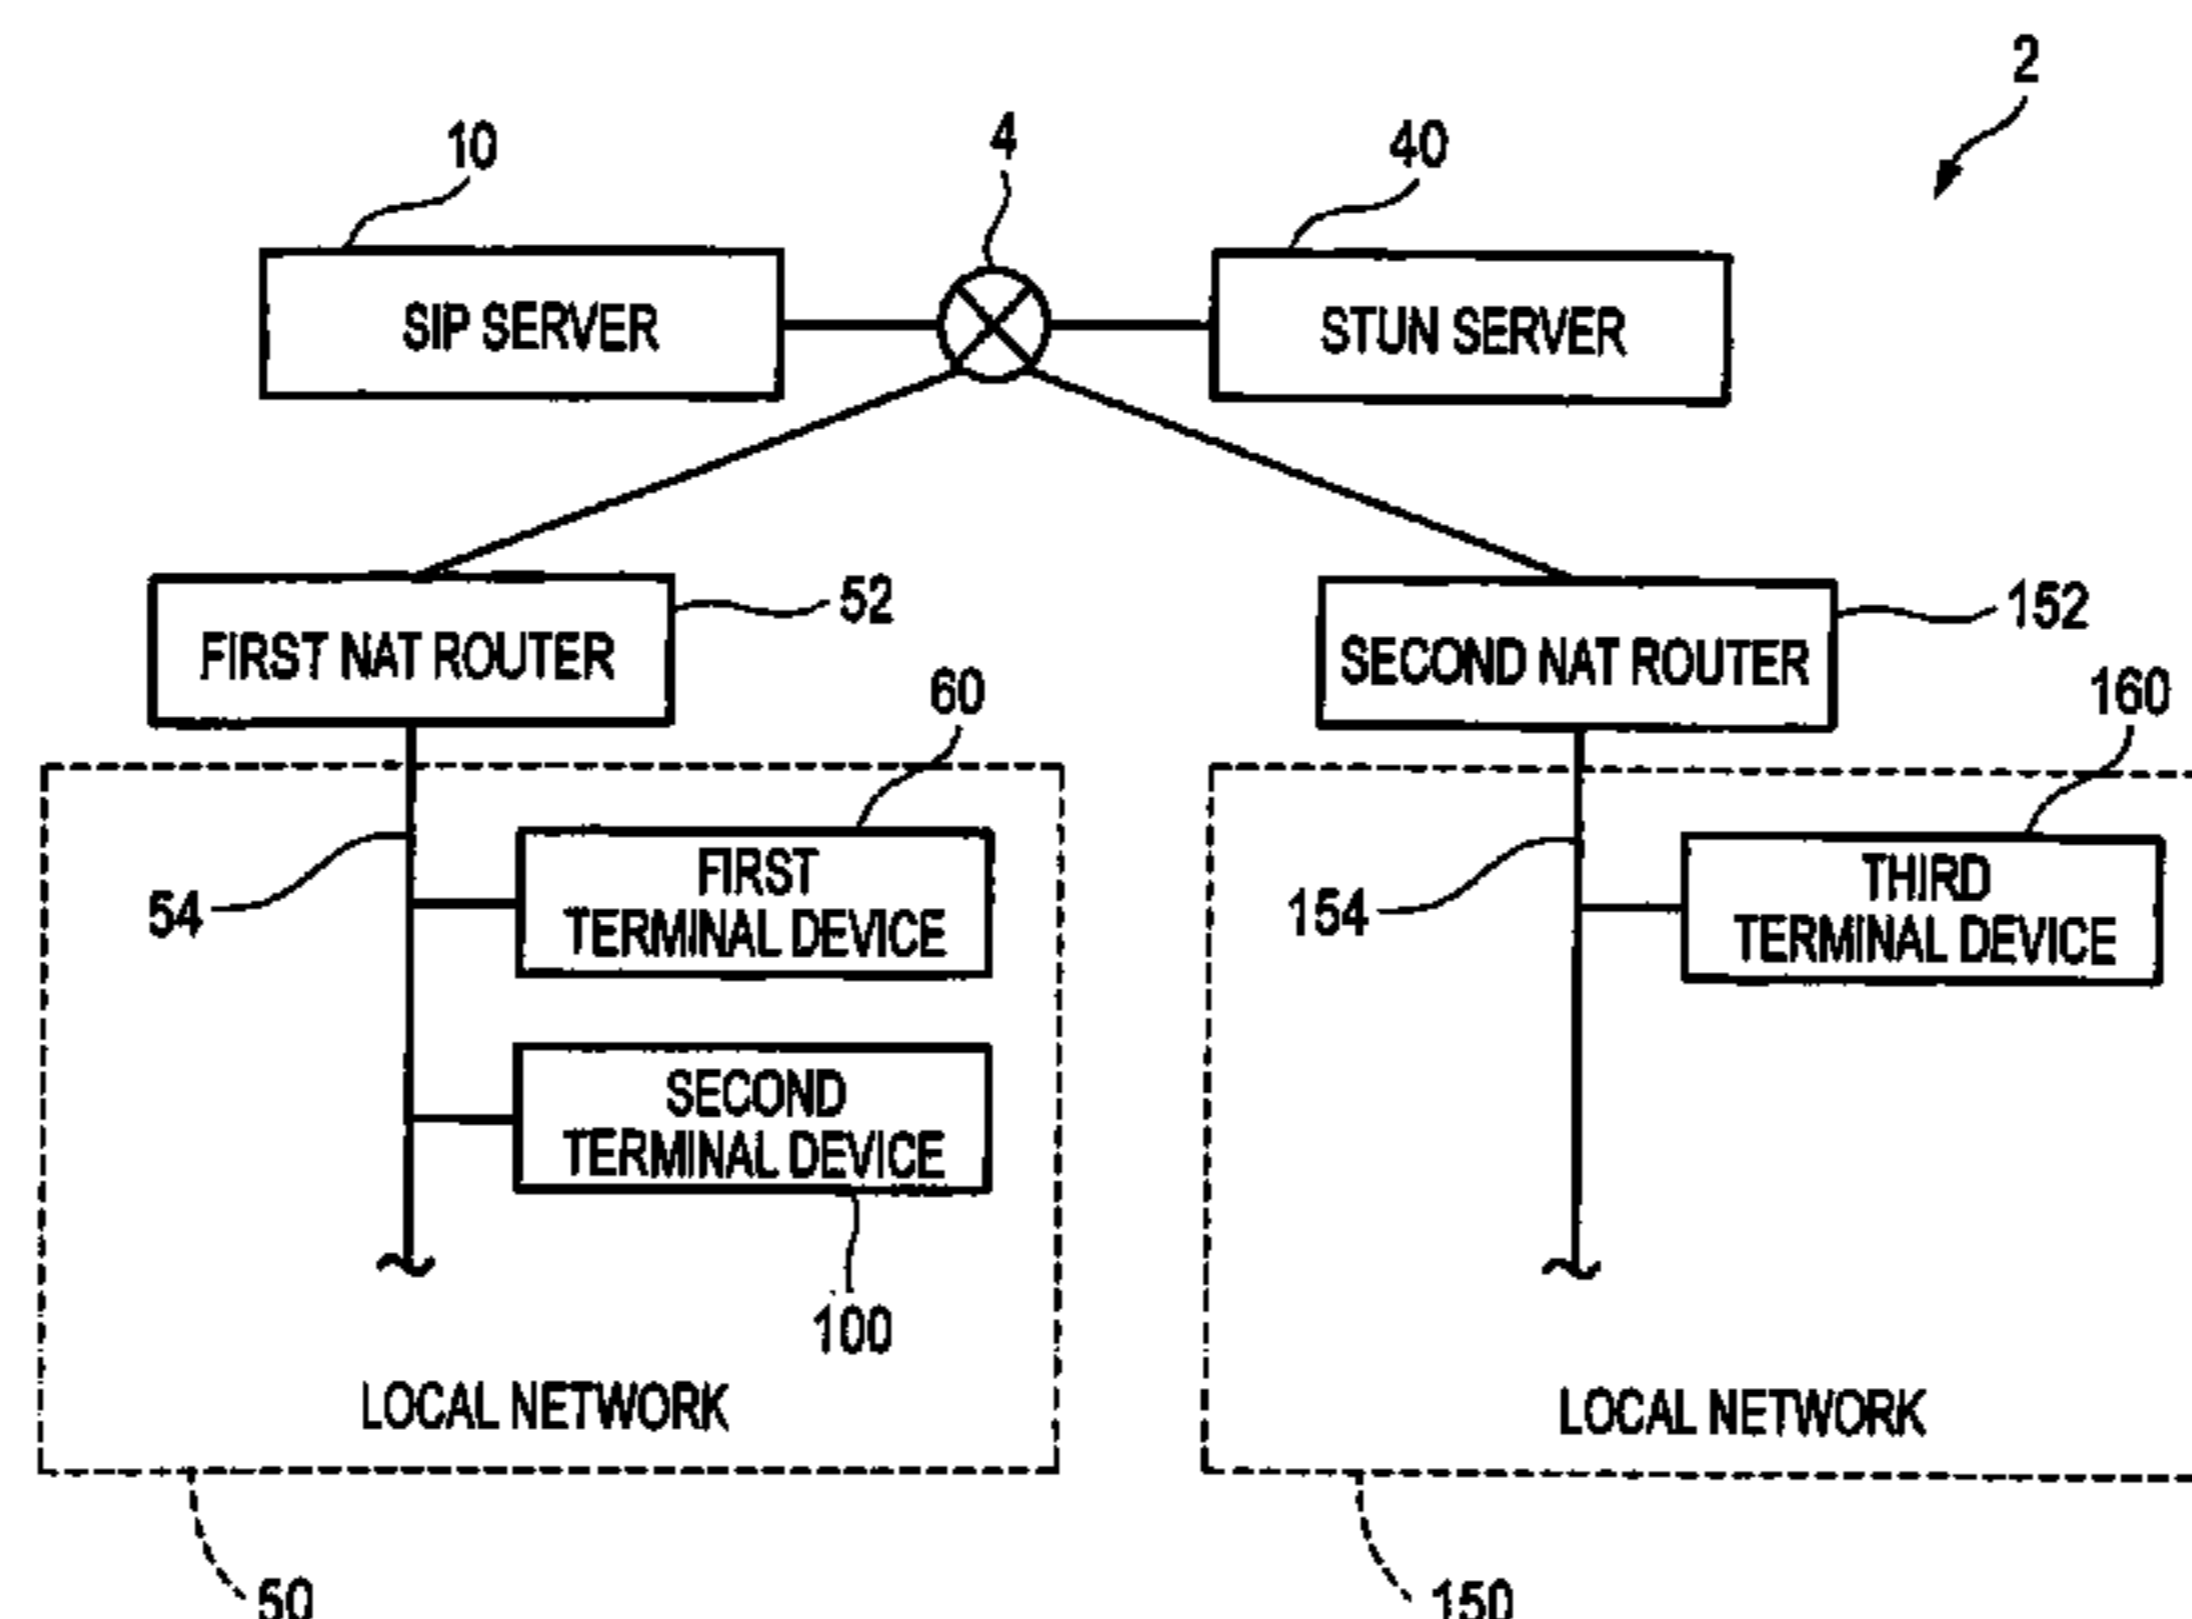 2
10
4
40
SIP SERVER
STUN SERVER
52
152
FIRST NAT ROUTER
SECOND NAT ROUTER
60
160
54
FIRST
TERMINAL DEVICE
154
THIRD
TERMINAL DEVICE
SECOND
TERMINAL DEVICE
100
LOCAL NETWORK
LOCAL NETWORK
50
150